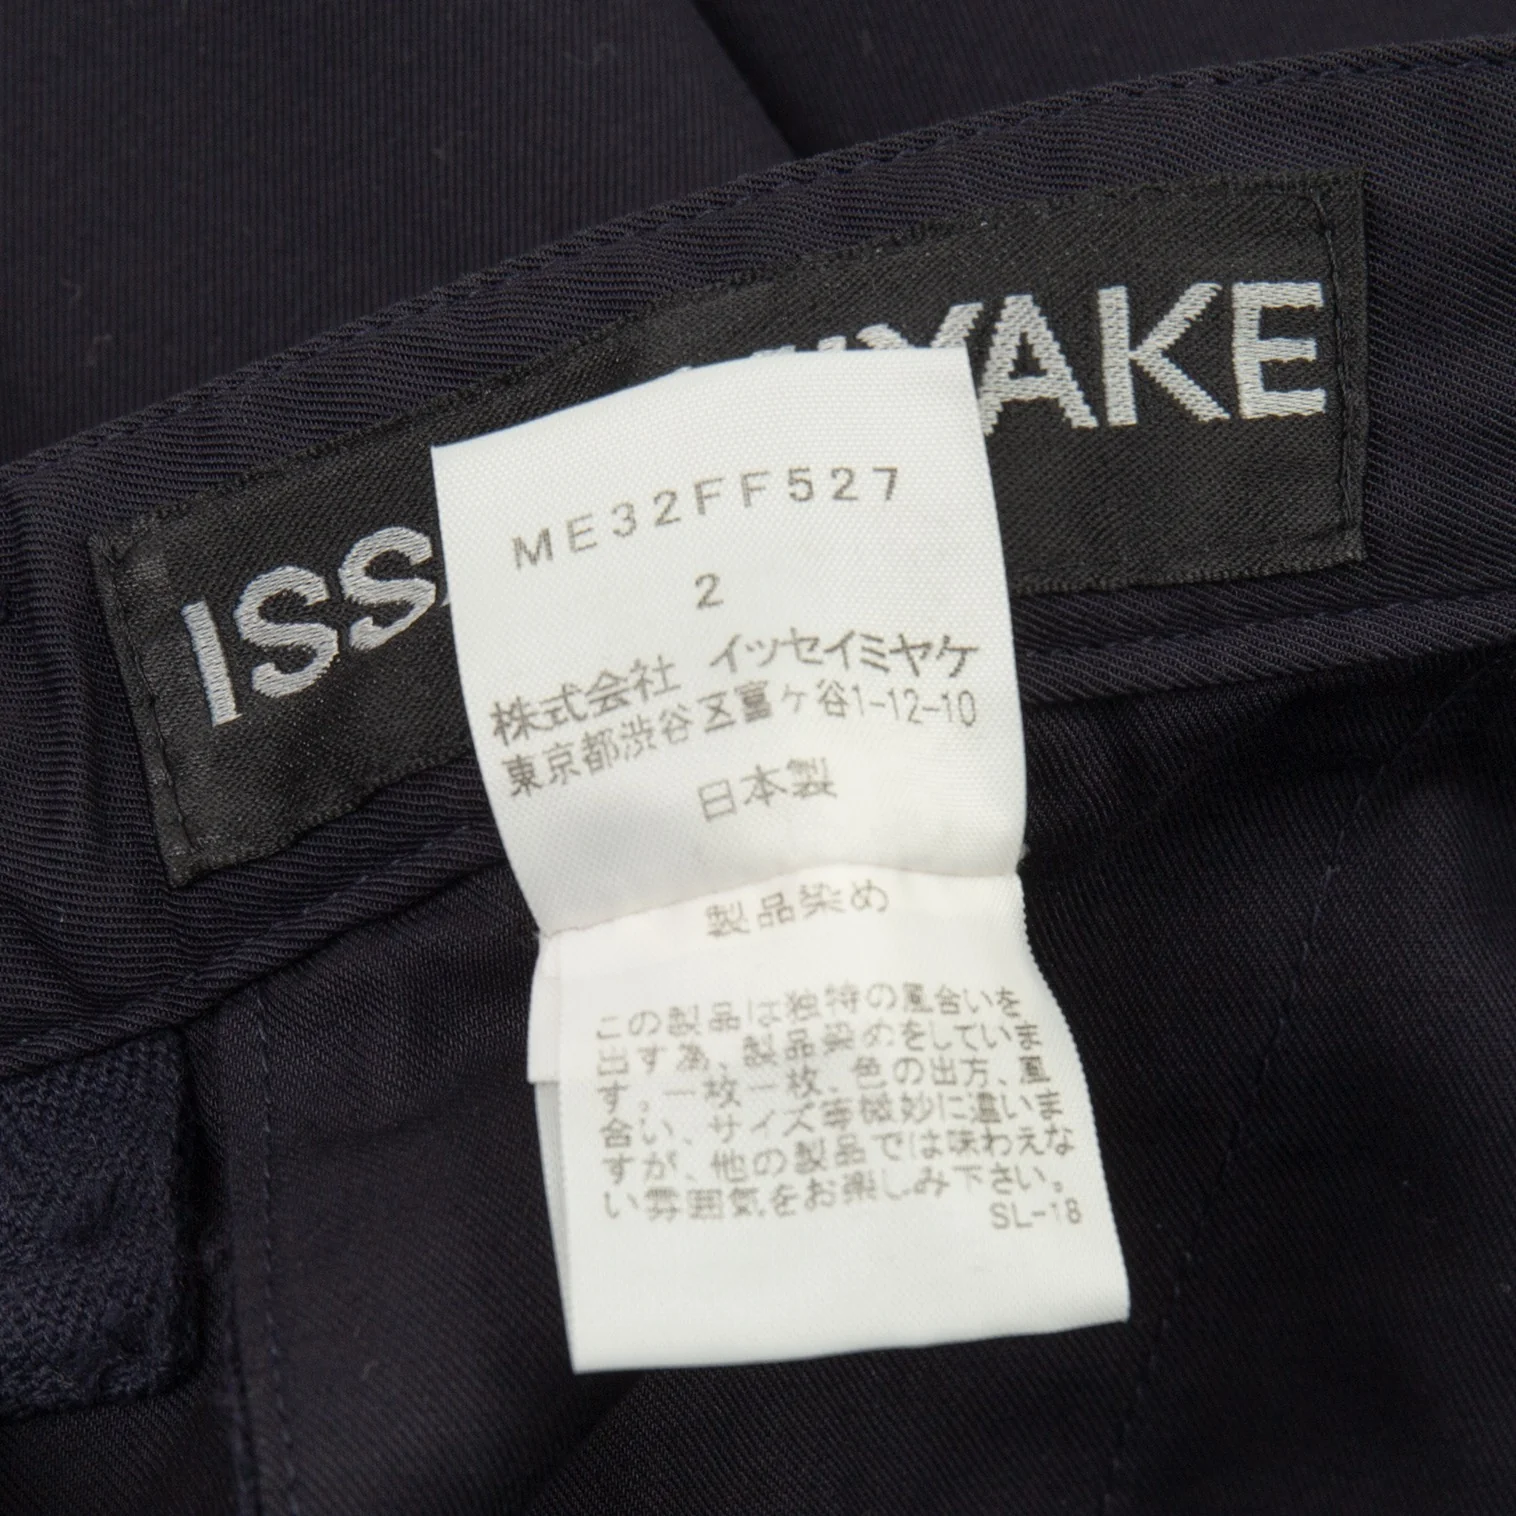 ISS
MIYAKE
ME32FF527
2
株式会社 イッセイミヤケ
東京都渋谷区富ヶ谷1-12-10
日本製
製品染め
この製品は独特の風合いを
出す為、製品染めをしていま
す。一枚一枚、色の出方、風
合い、サイズ等微妙に違いま
すが、他の製品では味わえな
い雰囲気をお楽しみ下さい。
SL-18